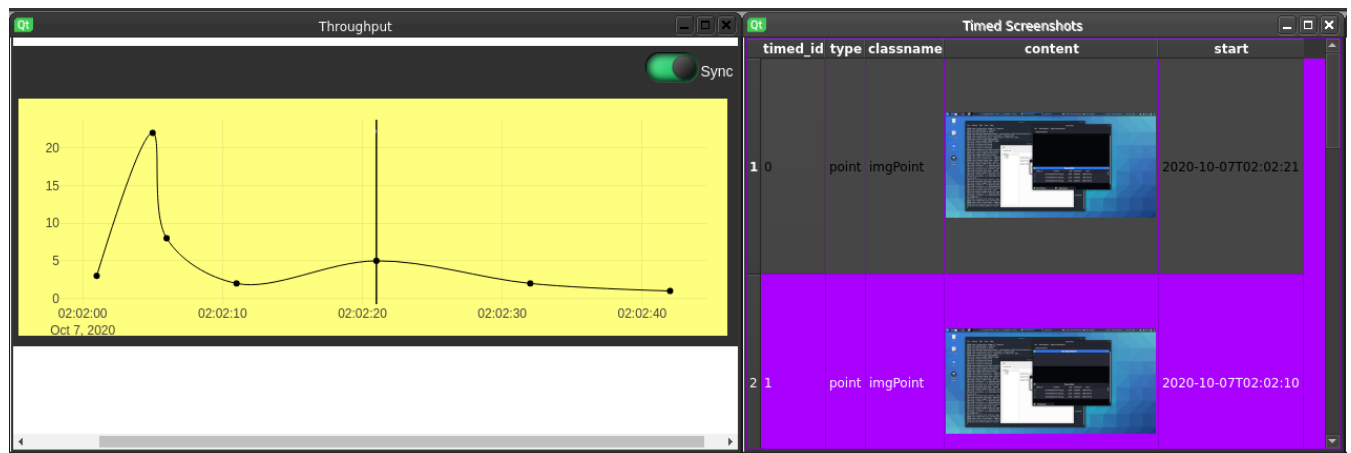 Qt Throughput
Sync
20
15
10
5
0
02:02:00 02:02:10 02:02:20 02:02:30 02:02:40
Oct 7, 2020
Qt Timed Screenshots
timed_id type classname content start
1 0 point imgPoint 2020-10-07T02:02:21
2 1 point imgPoint 2020-10-07T02:02:10